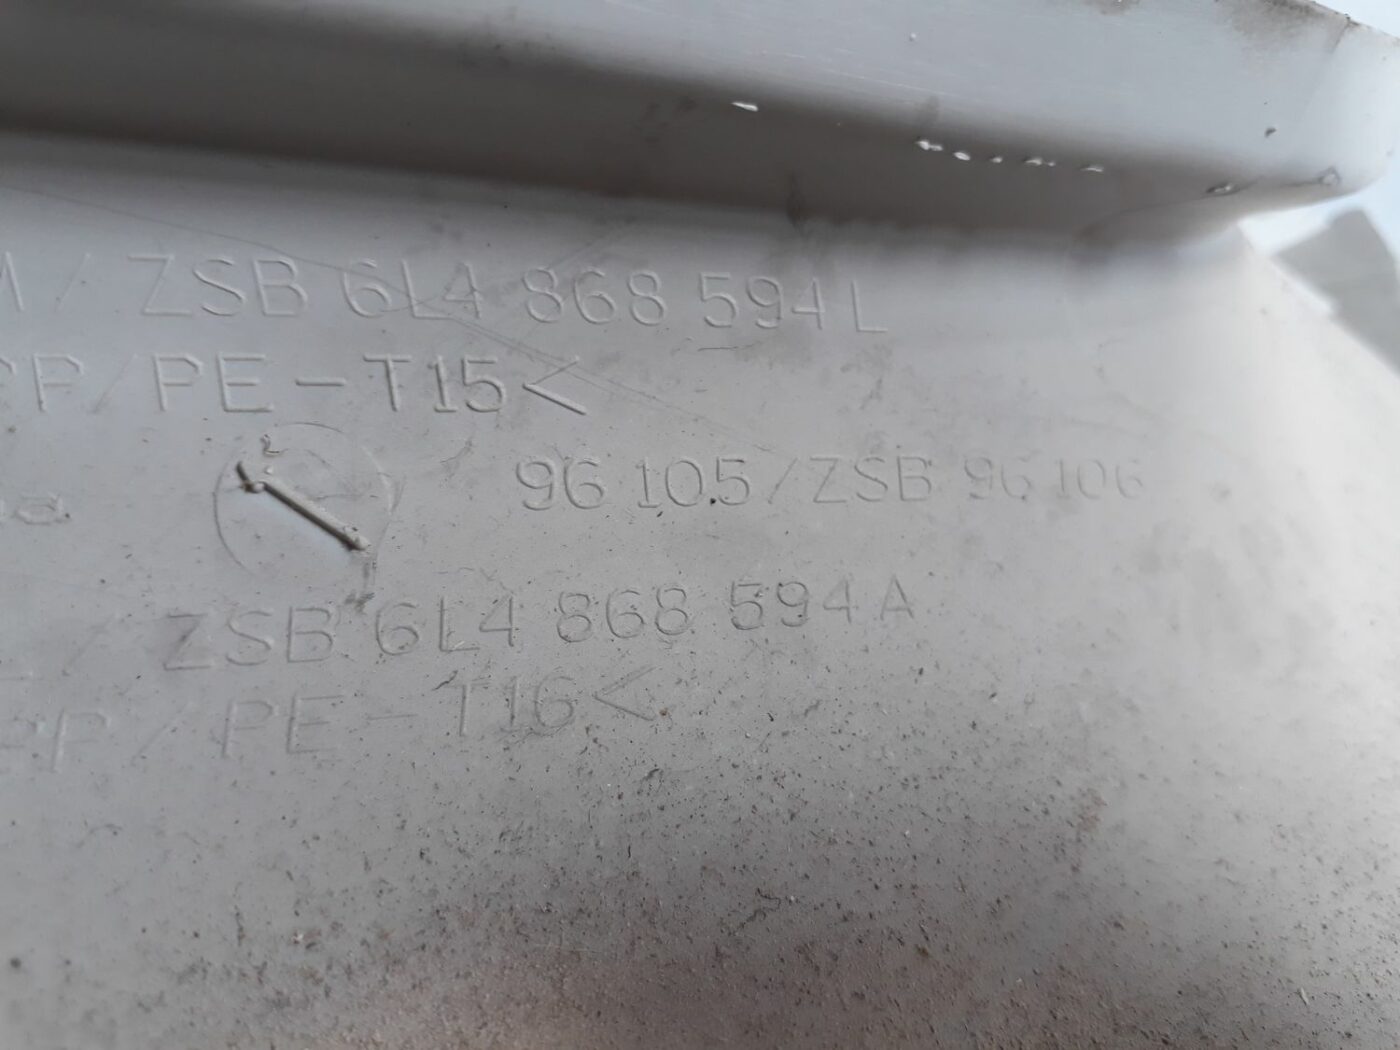 M / ZSB 6L4 868 594 L
PP/PE-T15<
96 105/ZSB 96 106
/ ZSB 6L4 868 594 A
PP/PE-T16<